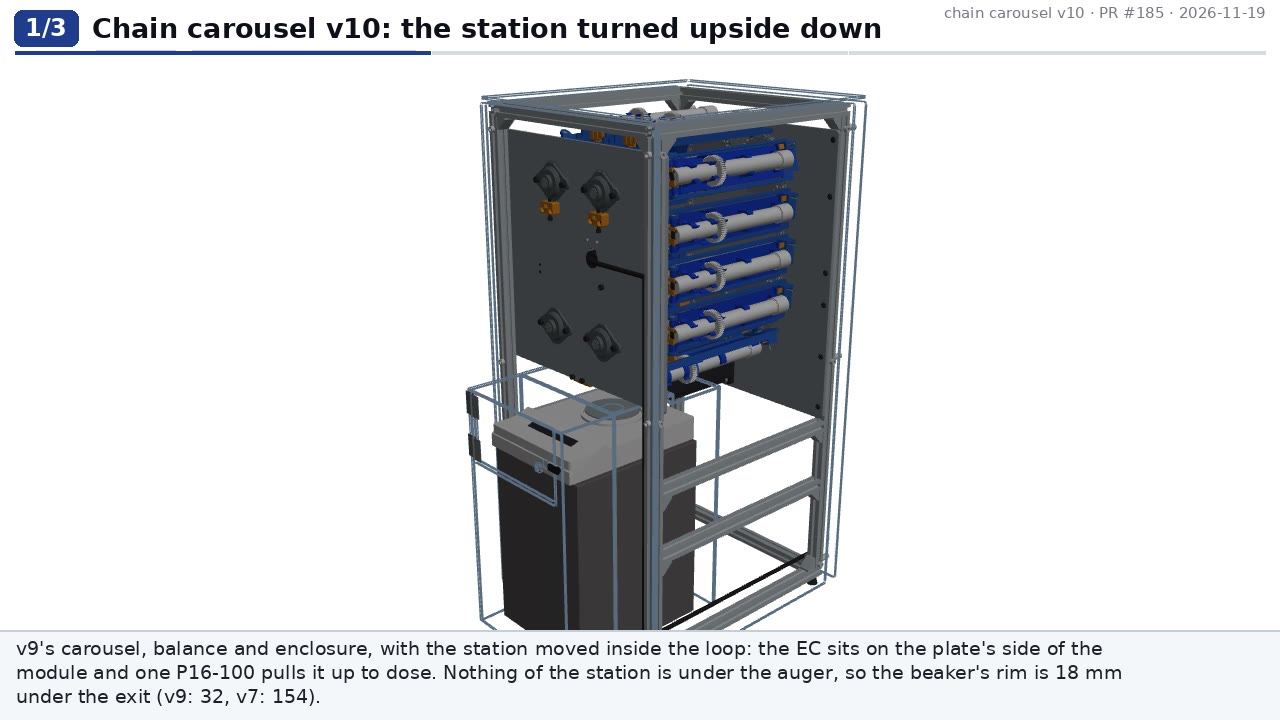 1/3
Chain carousel v10: the station turned upside down
chain carousel v10 · PR #185 · 2026-11-19
v9's carousel, balance and enclosure, with the station moved inside the loop: the EC sits on the plate's side of the
module and one P16-100 pulls it up to dose. Nothing of the station is under the auger, so the beaker's rim is 18 mm
under the exit (v9: 32, v7: 154).